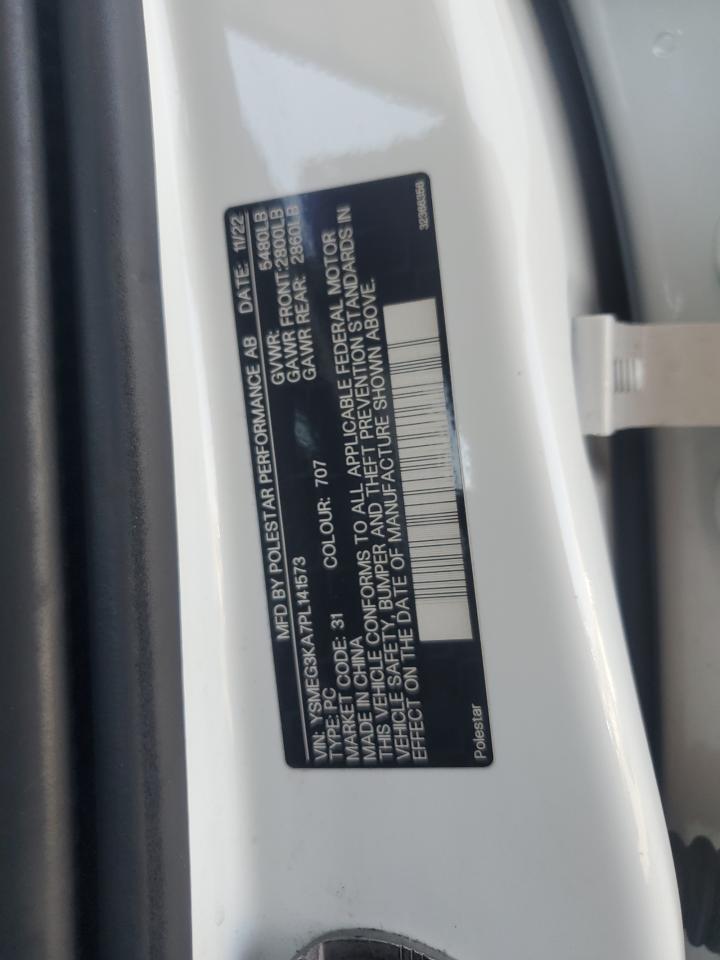 MFD BY POLESTAR PERFORMANCE AB DATE: 11/22
VIN: YSMEG3KA7PL141573 GVWR: 5480LB
TYPE: PC GAWR FRONT:2800LB
MARKET CODE: 31 COLOUR: 707 GAWR REAR: 2860LB
MADE IN CHINA
THIS VEHICLE CONFORMS TO ALL APPLICABLE FEDERAL MOTOR
VEHICLE SAFETY, BUMPER AND THEFT PREVENTION STANDARDS IN
EFFECT ON THE DATE OF MANUFACTURE SHOWN ABOVE.
Polestar 32366356